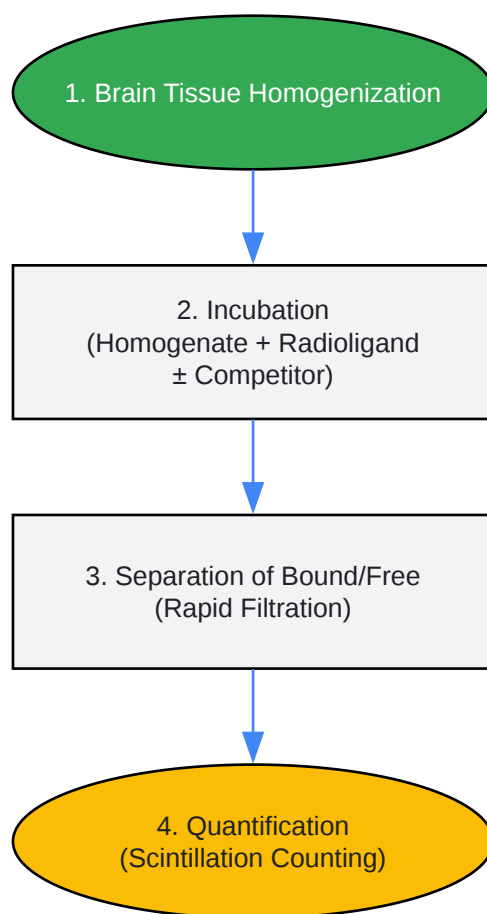 1. Brain Tissue Homogenization
2. Incubation
(Homogenate + Radioligand
± Competitor)
3. Separation of Bound/Free
(Rapid Filtration)
4. Quantification
(Scintillation Counting)